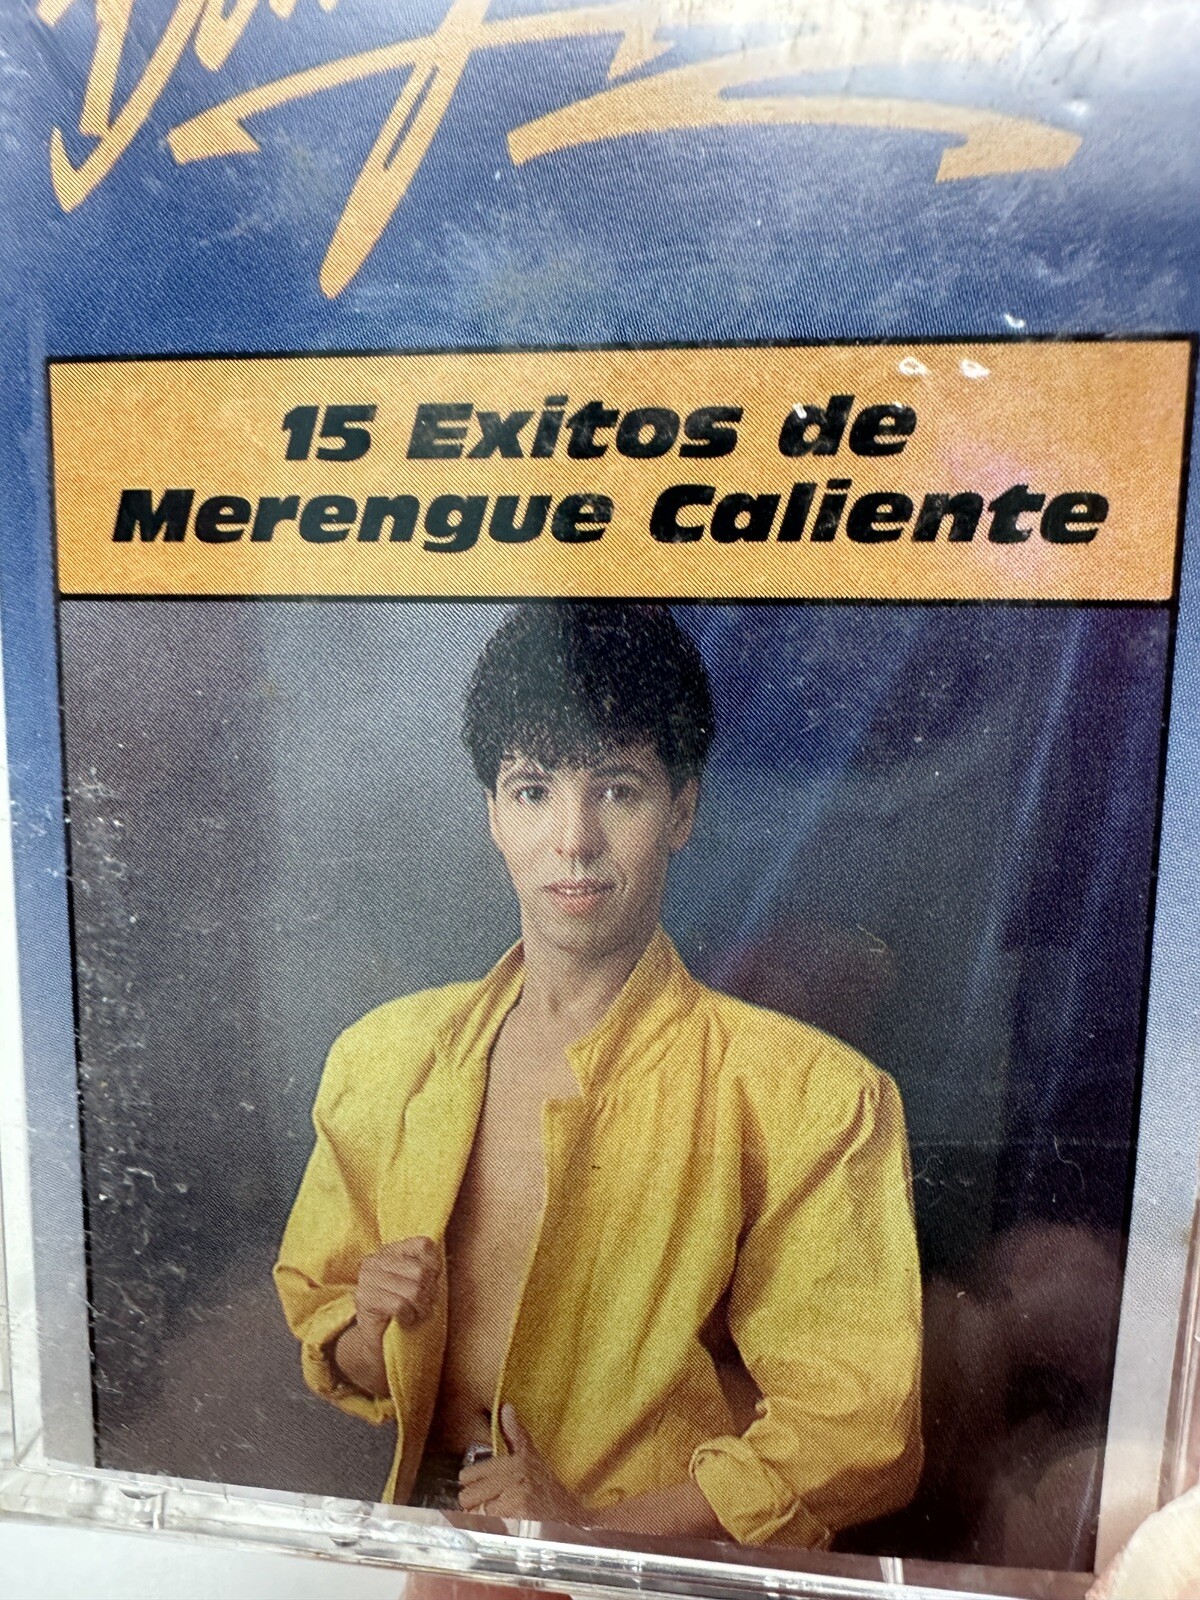 15 Exitos de
Merengue Caliente